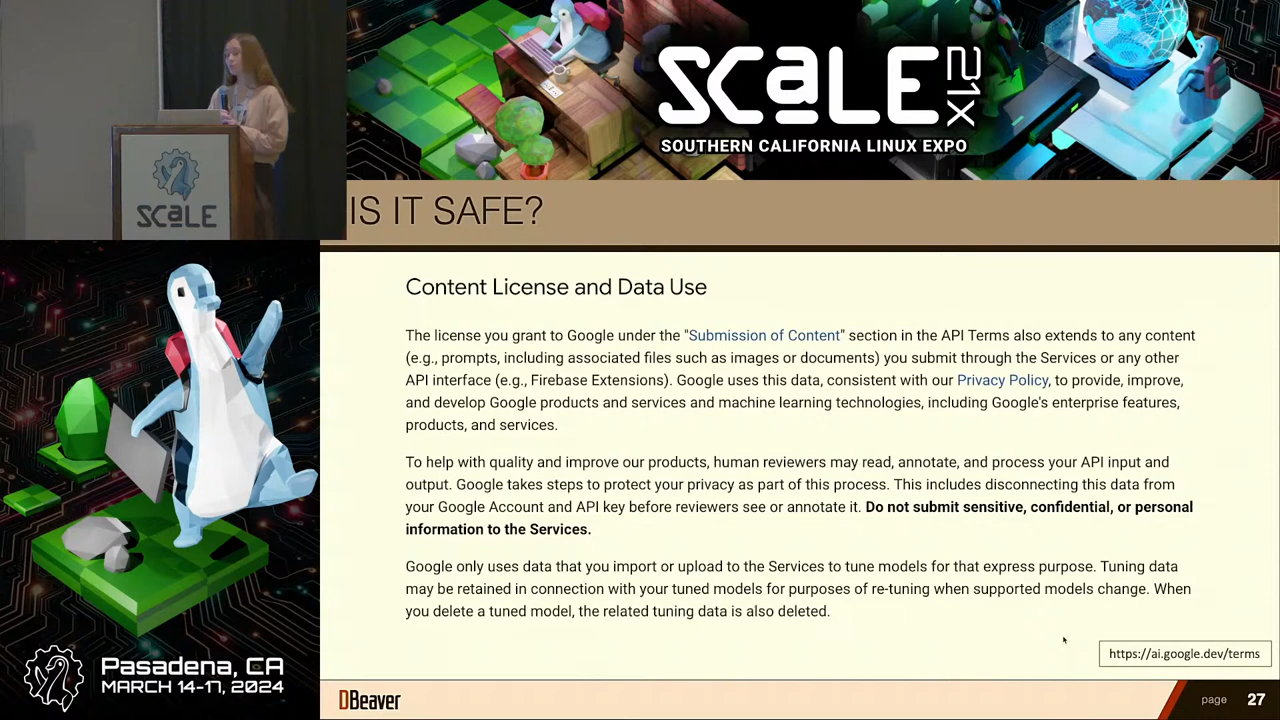 SCaLE 21X
SOUTHERN CALIFORNIA LINUX EXPO
SCaLE
IS IT SAFE?
Content License and Data Use
The license you grant to Google under the "Submission of Content" section in the API Terms also extends to any content
(e.g., prompts, including associated files such as images or documents) you submit through the Services or any other
API interface (e.g., Firebase Extensions). Google uses this data, consistent with our Privacy Policy, to provide, improve,
and develop Google products and services and machine learning technologies, including Google's enterprise features,
products, and services.
To help with quality and improve our products, human reviewers may read, annotate, and process your API input and
output. Google takes steps to protect your privacy as part of this process. This includes disconnecting this data from
your Google Account and API key before reviewers see or annotate it. Do not submit sensitive, confidential, or personal
information to the Services.
Google only uses data that you import or upload to the Services to tune models for that express purpose. Tuning data
may be retained in connection with your tuned models for purposes of re-tuning when supported models change. When
you delete a tuned model, the related tuning data is also deleted.
https://ai.google.dev/terms
Pasadena, CA
MARCH 14-17, 2024
DBeaver
page 27